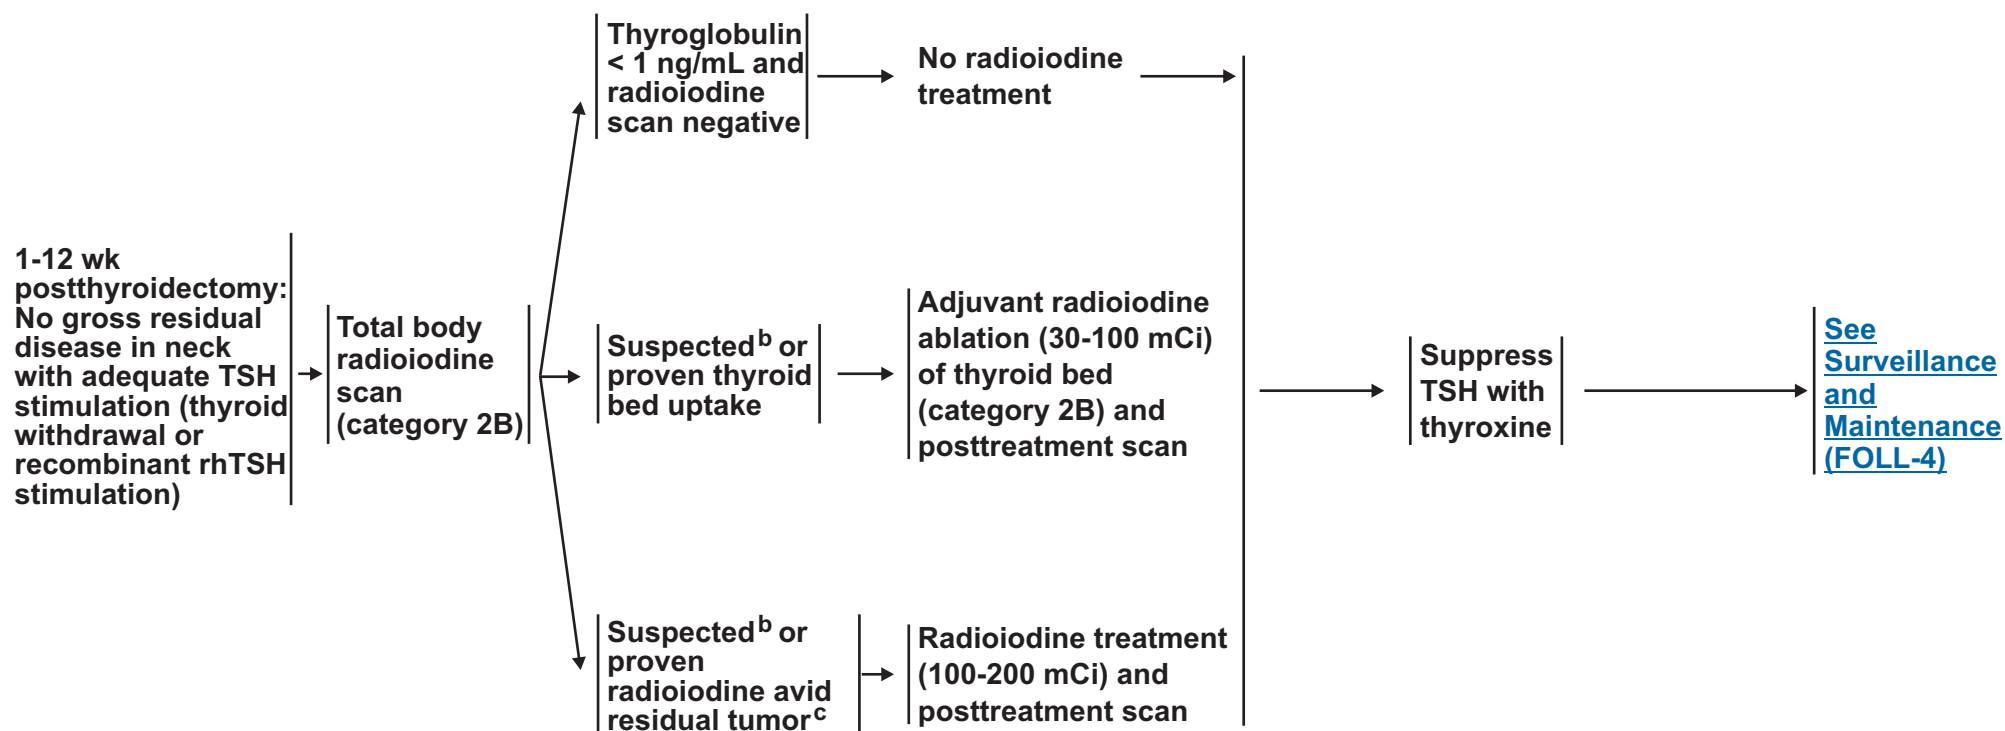 1-12 wk
postthyroidectomy:
No gross residual
disease in neck
with adequate TSH
stimulation (thyroid
withdrawal or
recombinant rhTSH
stimulation)
Total body
radioiodine
scan
(category 2B)
Thyroglobulin
< 1 ng/mL and
radioiodine
scan negative
No radioiodine
treatment
Suspected b or
proven thyroid
bed uptake
Adjuvant radioiodine
ablation (30-100 mCi)
of thyroid bed
(category 2B) and
posttreatment scan
Suspected b or
proven
radioiodine avid
residual tumor c
Radioiodine treatment
(100-200 mCi) and
posttreatment scan
Suppress
TSH with
thyroxine
See
Surveillance
and
Maintenance
(FOLL-4)